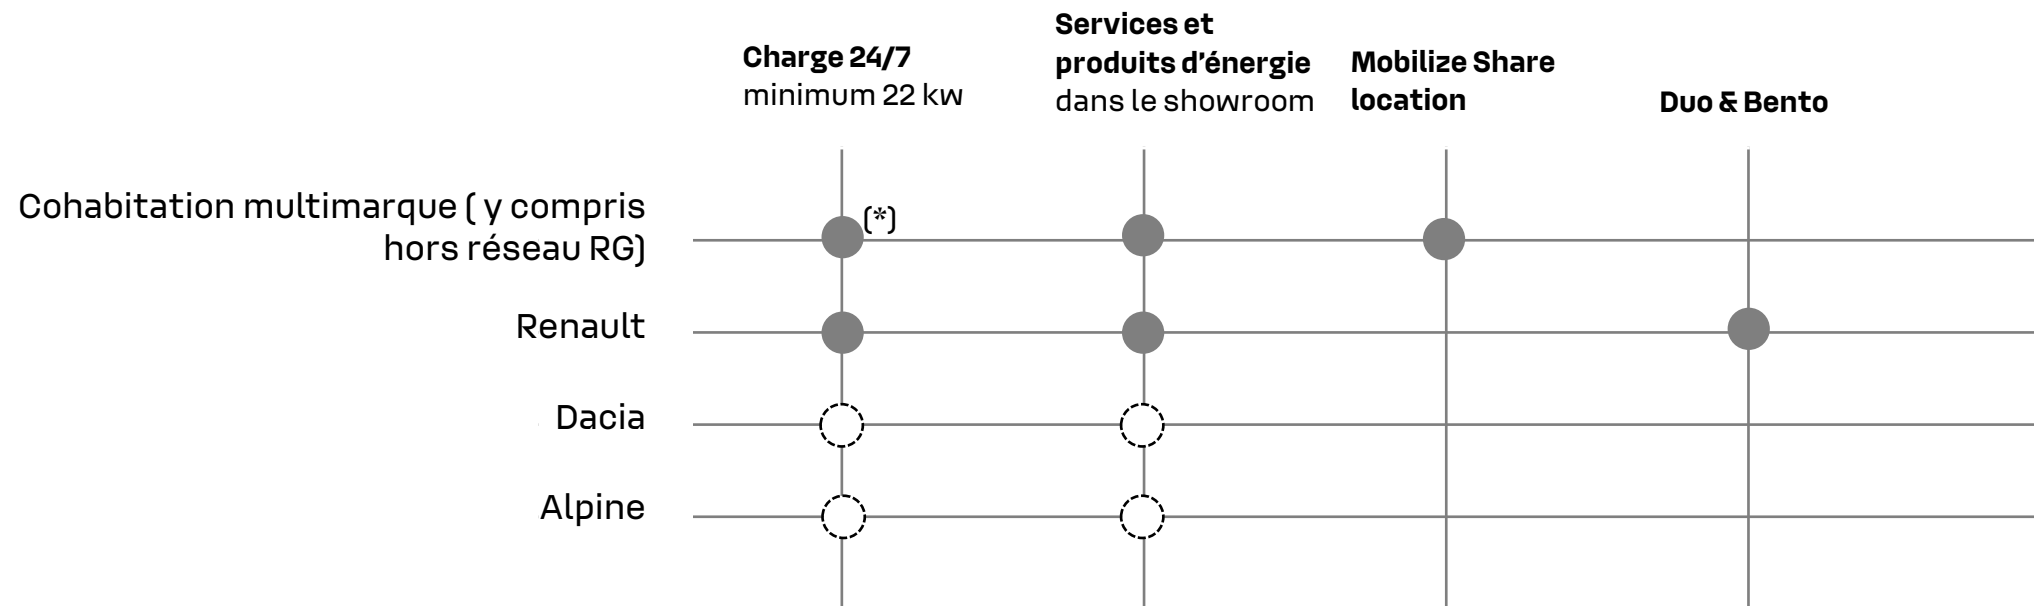 Charge 24/7
minimum 22 kw
Services et
produits d'énergie
dans le showroom
Mobilize Share
location
Duo & Bento
Cohabitation multimarque ( y compris
hors réseau RG)
(*)
Renault
Dacia
Alpine